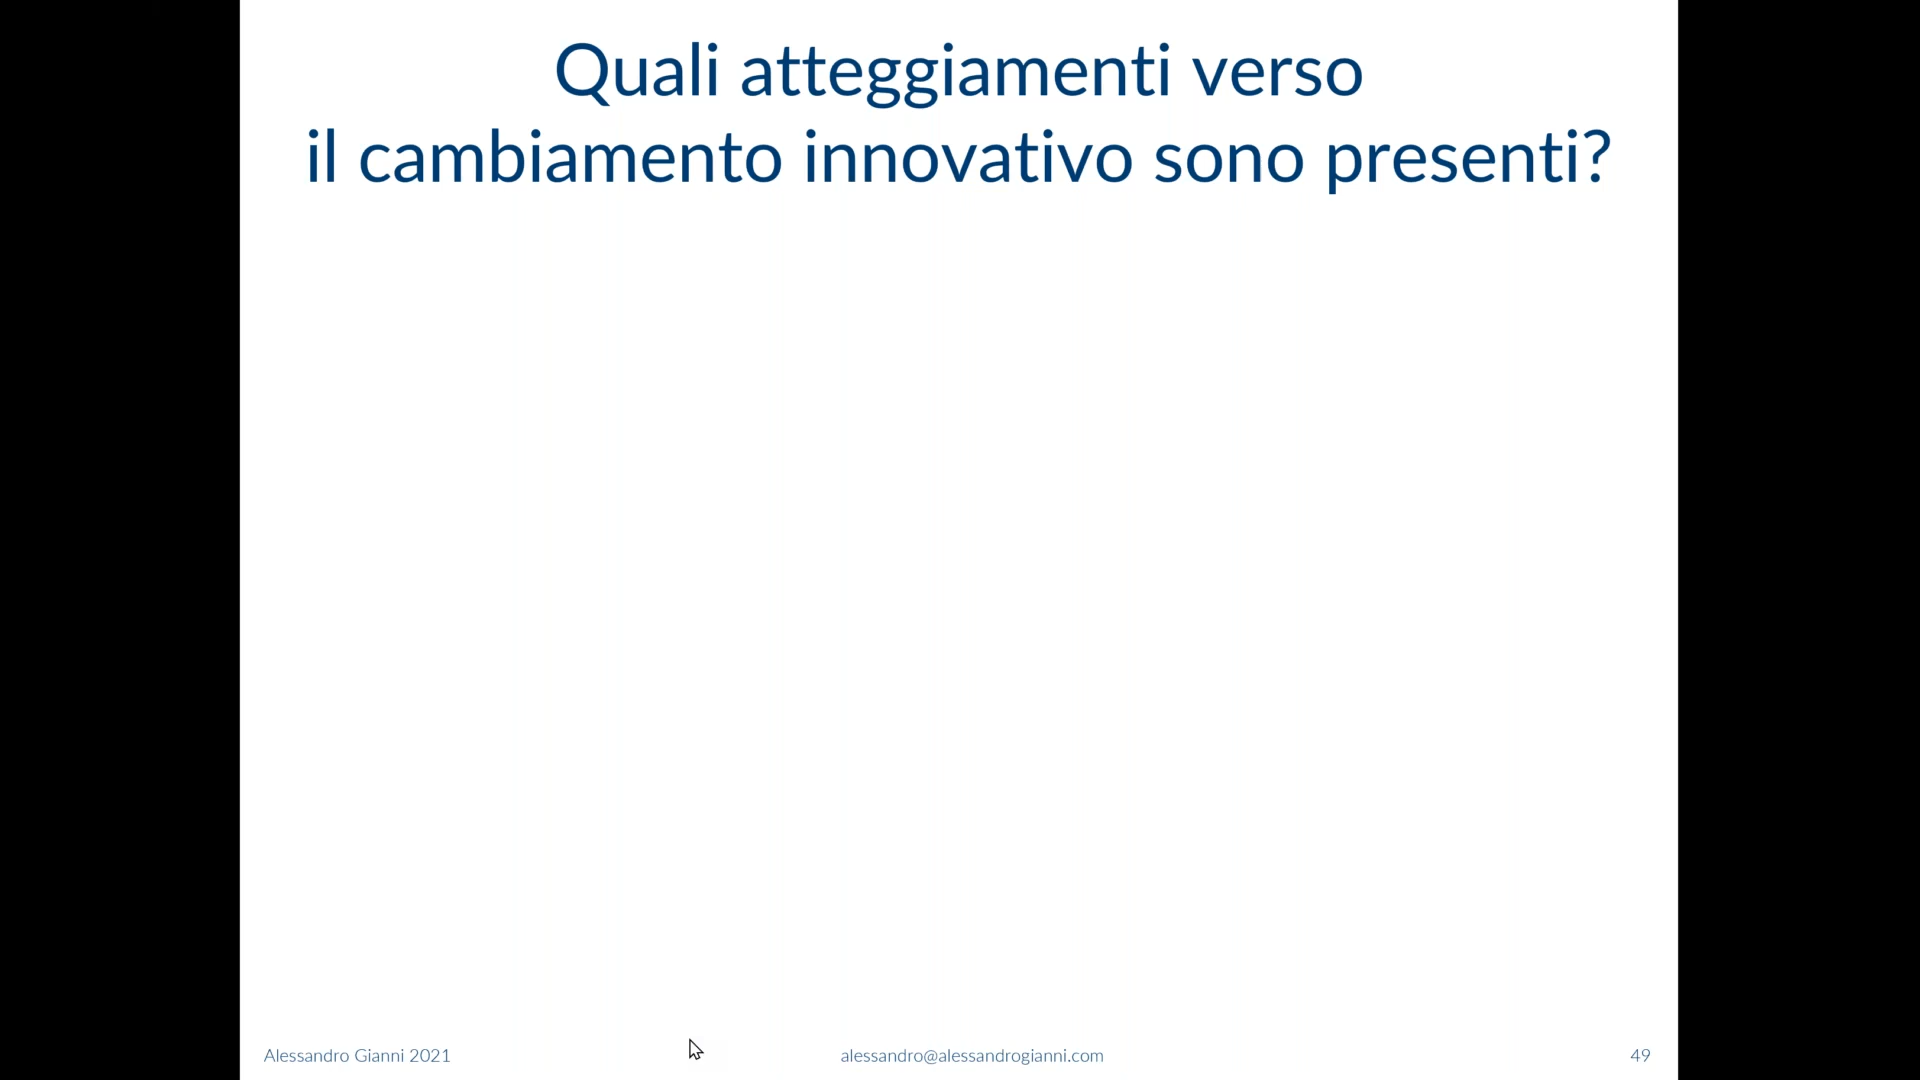 Quali atteggiamenti verso
il cambiamento innovativo sono presenti?
Alessandro Gianni 2021
alessandro@alessandrogianni.com
49